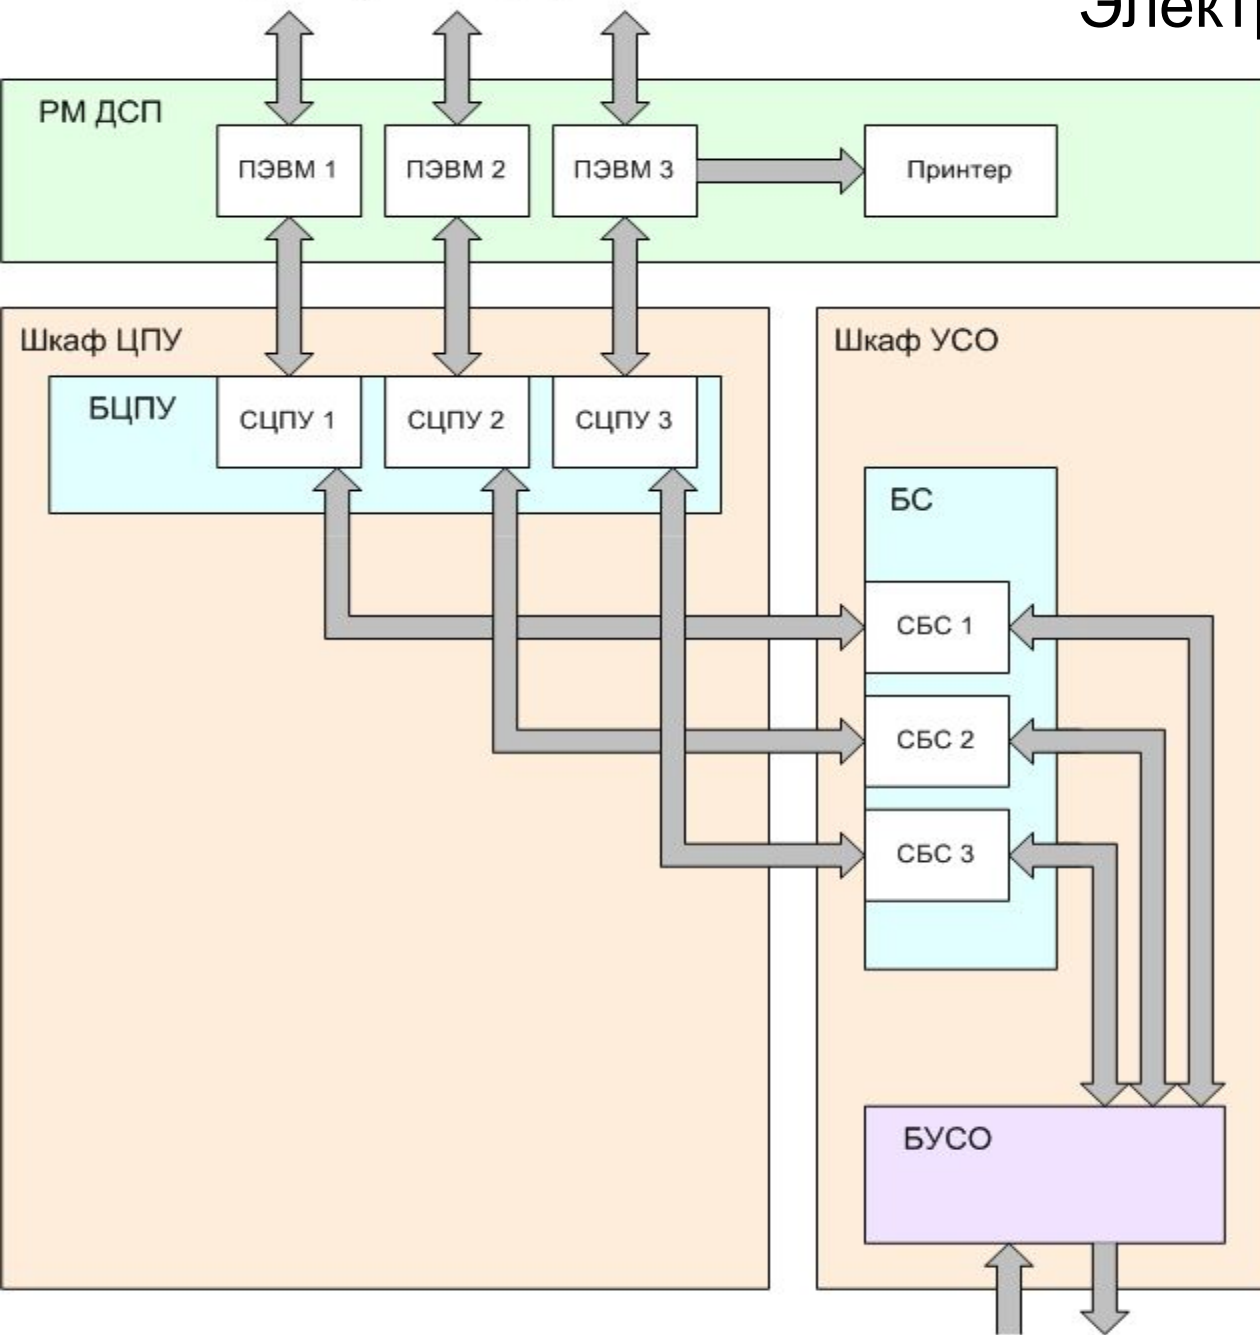 Электр
РМ ДСП
ПЭВМ 1
ПЭВМ 2
ПЭВМ 3
Принтер
Шкаф ЦПУ
Шкаф УСО
БЦПУ
СЦПУ 1
СЦПУ 2
СЦПУ 3
БС
СБС 1
СБС 2
СБС 3
БУСО